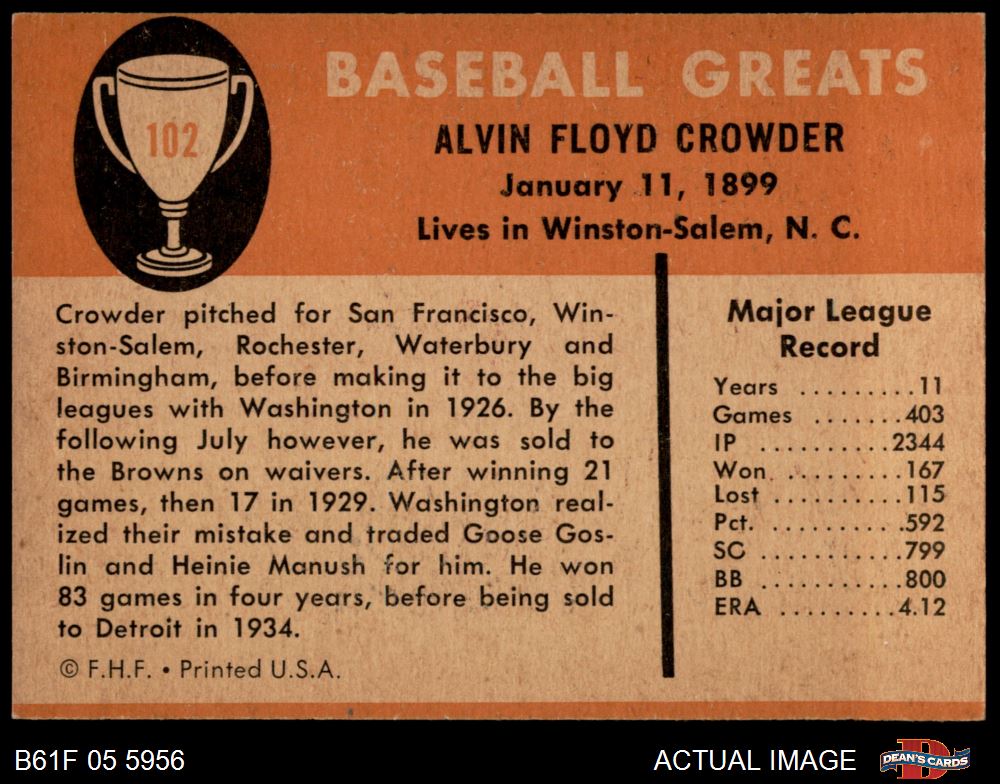 102
BASEBALL GREATS
ALVIN FLOYD CROWDER
January 11, 1899
Lives in Winston-Salem, N. C.
Crowder pitched for San Francisco, Win-
ston-Salem, Rochester, Waterbury and
Birmingham, before making it to the big
leagues with Washington in 1926. By the
following July however, he was sold to
the Browns on waivers. After winning 21
games, then 17 in 1929. Washington real-
ized their mistake and traded Goose Gos-
lin and Heinie Manush for him. He won
83 games in four years, before being sold
to Detroit in 1934.
© F.H.F. • Printed U.S.A.
Major League
Record
Years .........11
Games .......403
IP ..........2344
Won..........167
Lost .........115
Pct. ..........592
SO ..........799
BB ..........800
ERA .........4.12
B61F 05 5956
ACTUAL IMAGE
D
DEAN'S CARDS